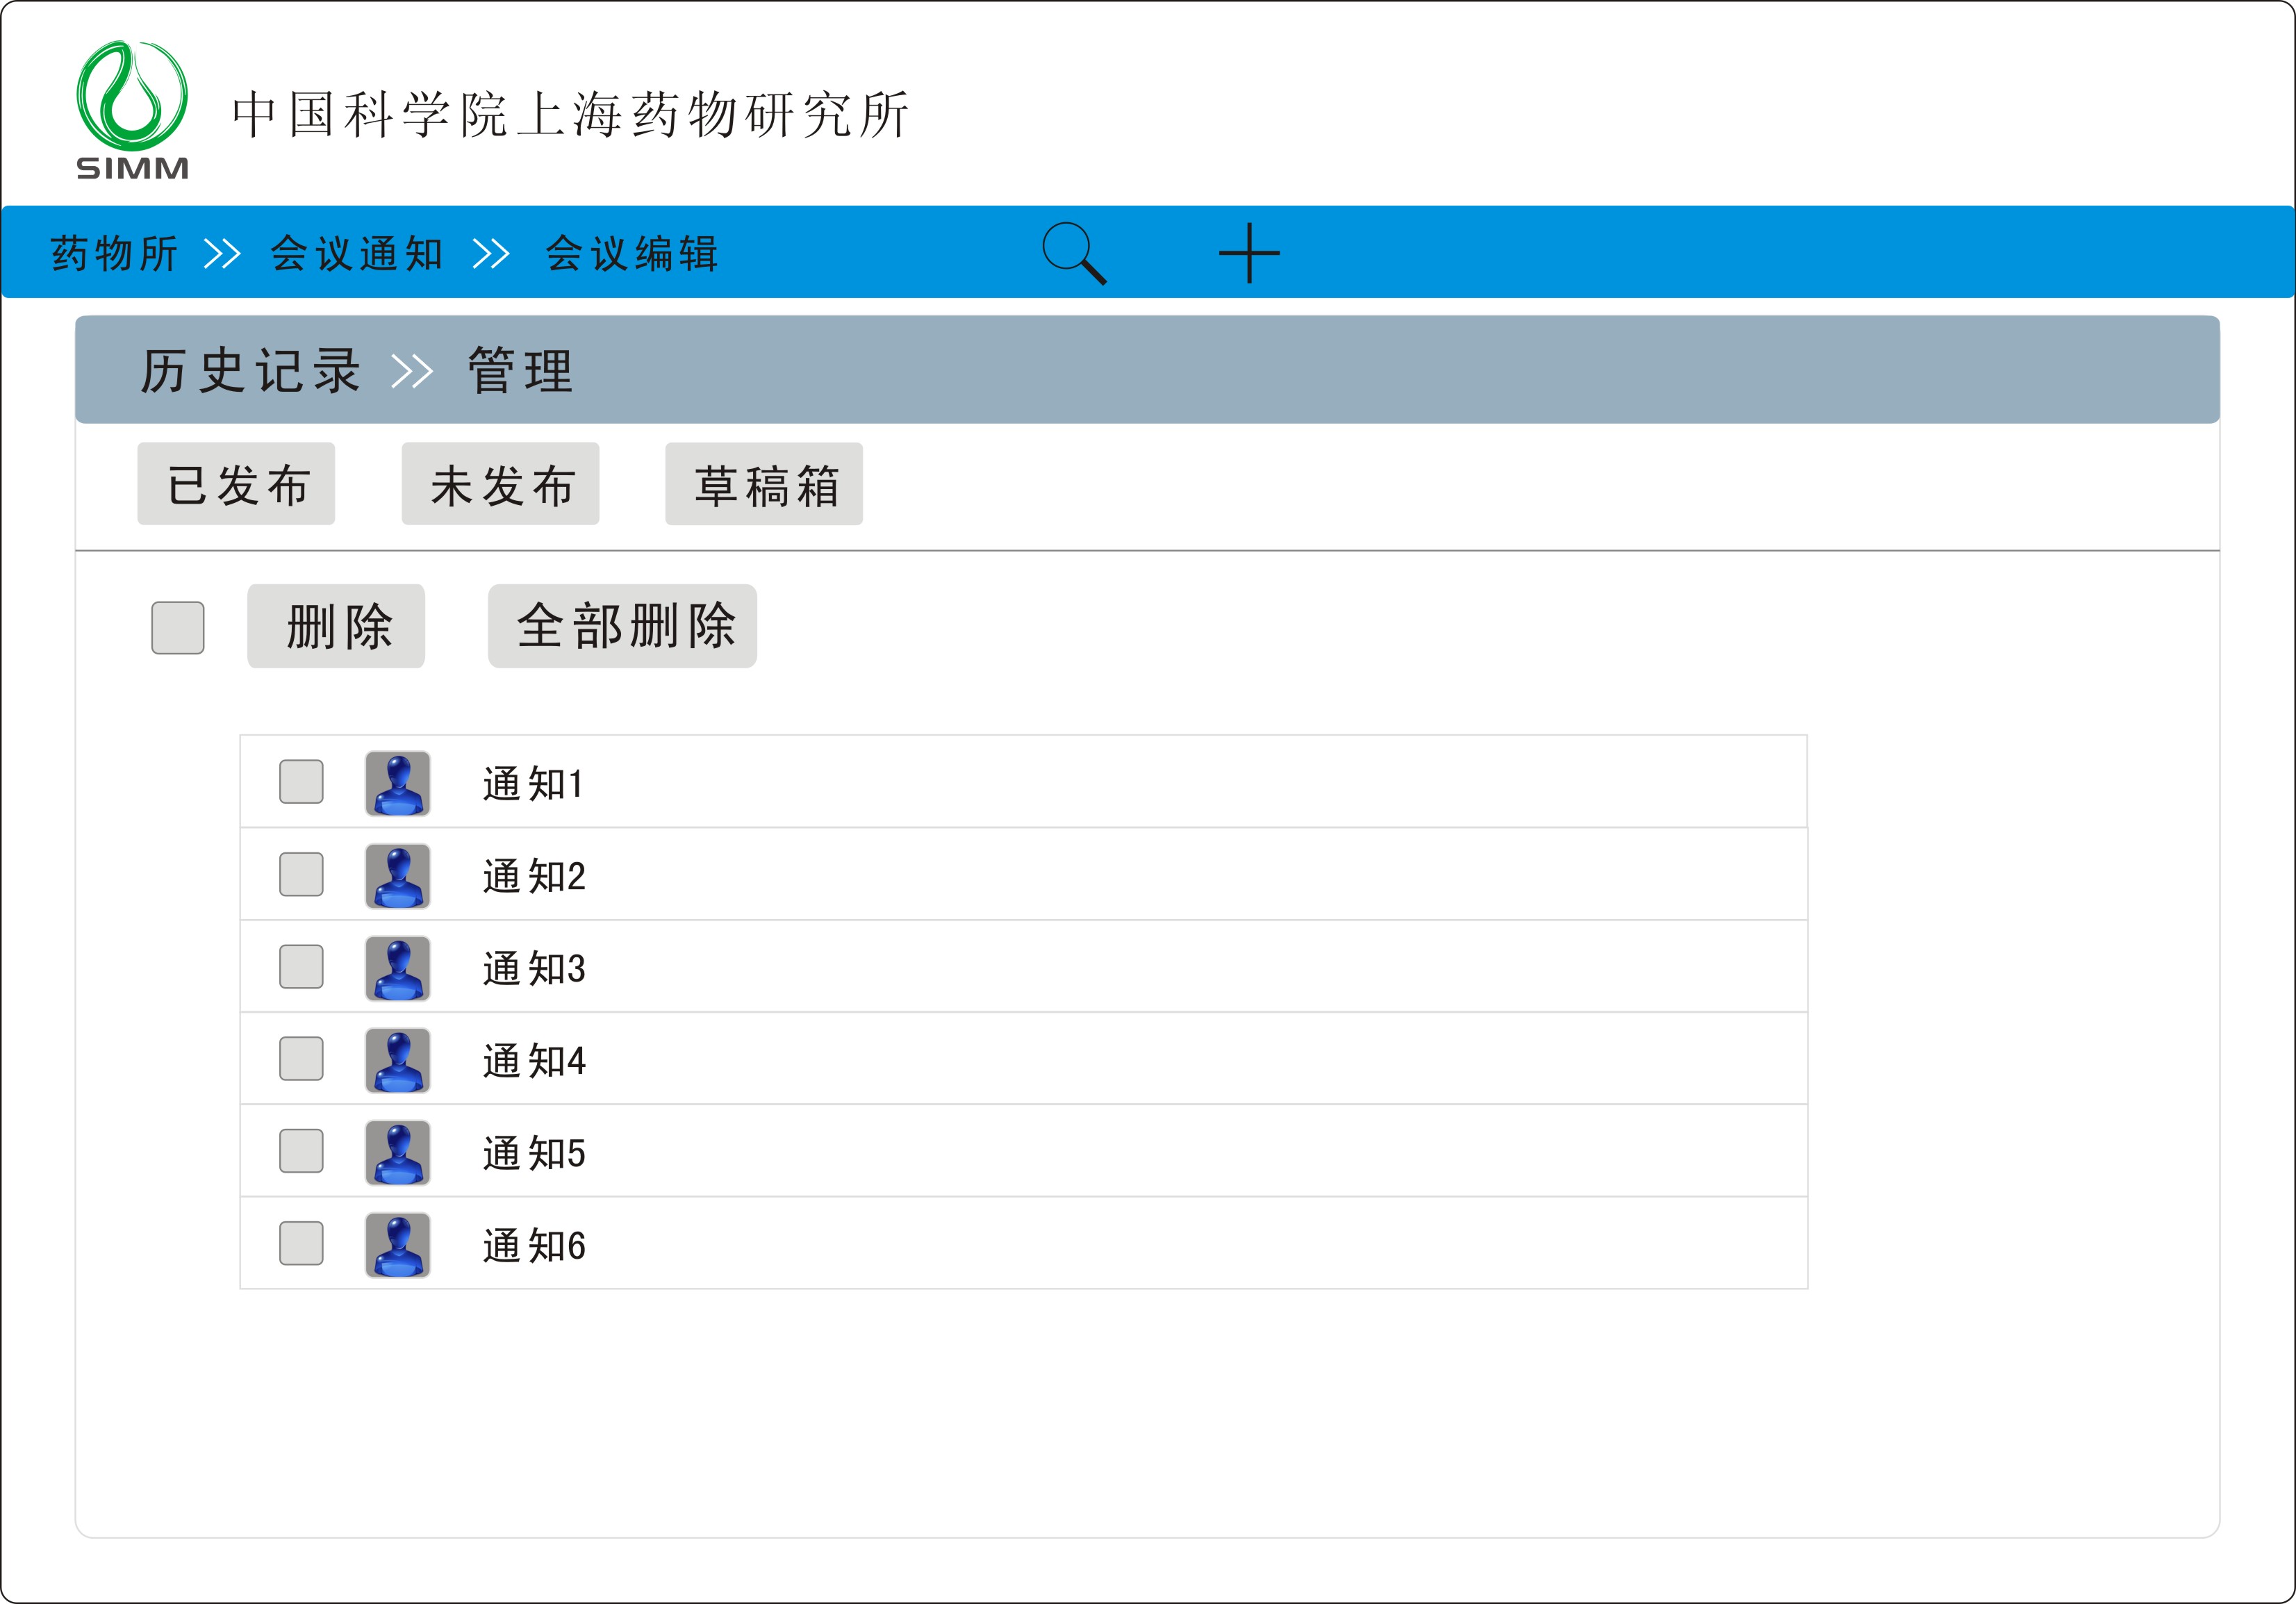 SIMM
中国科学院上海药物研究所
药物所 会议通知 会议编辑
历史记录 管理
已发布 未发布 草稿箱
删除 全部删除
通知1
通知2
通知3
通知4
通知5
通知6